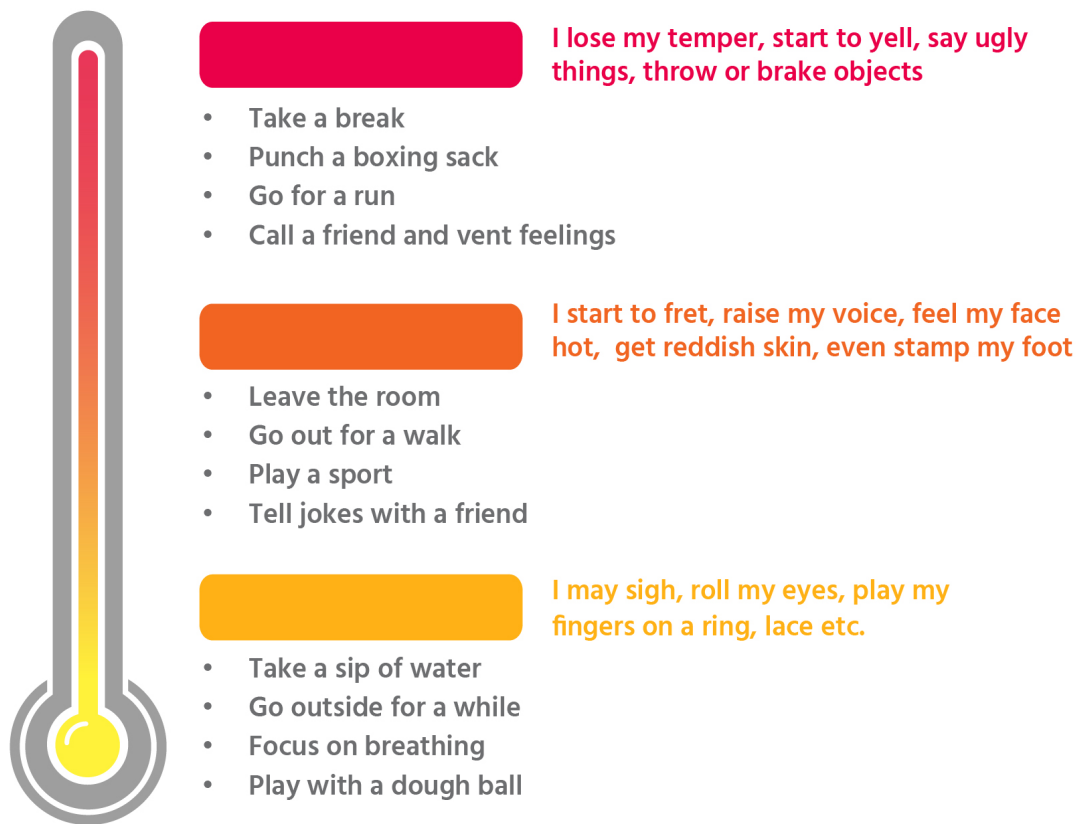 I lose my temper, start to yell, say ugly
things, throw or brake objects
• Take a break
• Punch a boxing sack
• Go for a run
• Call a friend and vent feelings
I start to fret, raise my voice, feel my face
hot,  get reddish skin, even stamp my foot
• Leave the room
• Go out for a walk
• Play a sport
• Tell jokes with a friend
I may sigh, roll my eyes, play my
fingers on a ring, lace etc.
• Take a sip of water
• Go outside for a while
• Focus on breathing
• Play with a dough ball